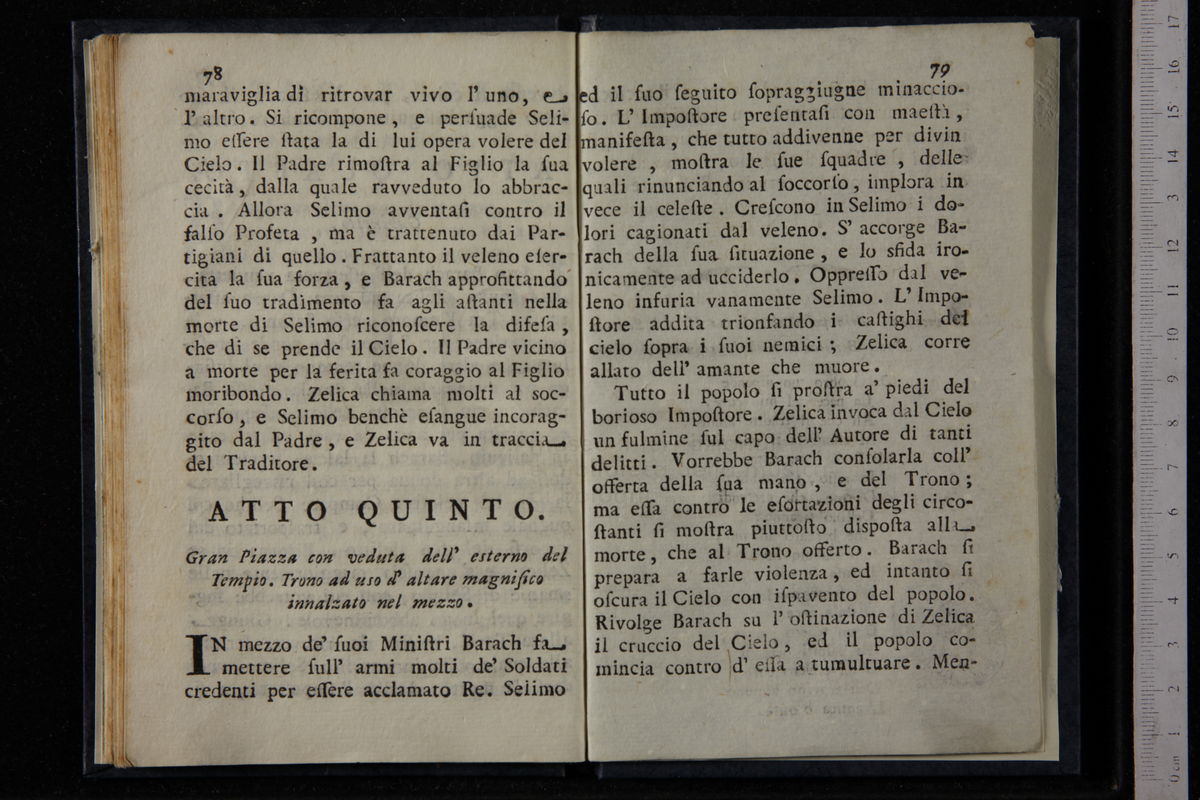 78
maraviglia di ritrovar vivo l' uno, e
l' altro. Si ricompone, e perſuade Seli-
mo eſſere ſtata la di lui opera volere del
Cielo. Il Padre rimoſtra al Figlio la ſua
cecità, dalla quale ravveduto lo abbrac-
cia. Allora Selimo avventaſi contro il
falſo Profeta, ma è trattenuto dai Par-
tigiani di quello. Frattanto il veleno eſer-
cita la ſua forza, e Barach approfittando
del ſuo tradimento fa agli aſtanti nella
morte di Selimo riconoſcere la difeſa,
che di se prende il Cielo. Il Padre vicino
a morte per la ferita fa coraggio al Figlio
moribondo. Zelica chiama molti al soc-
corſo, e Selimo benchè eſangue incorag-
gito dal Padre, e Zelica va in traccia
del Traditore.
ATTO QUINTO.
Gran Piazza con veduta dell' esterno del
Tempio. Trono ad uso d' altare magnifico
innalzato nel mezzo.
IN mezzo de' ſuoi Miniſtri Barach fa
mettere ſull' armi molti de' Soldati
credenti per eſſere acclamato Re. Selimo
79
ed il ſuo ſeguito ſopraggiugne minaccio-
ſo. L' Impoſtore preſentaſi con maeſtà,
manifeſta, che tutto addivenne per divin
volere, moſtra le ſue ſquadre, delle
quali rinunciando al ſoccorſo, implora in
vece il celeſte. Creſcono in Selimo i do-
lori cagionati dal veleno. S' accorge Ba-
rach della ſua ſituazione, e lo sfida iro-
nicamente ad ucciderlo. Oppreſſo dal ve-
leno infuria vanamente Selimo. L' Impo-
ſtore addita trionfando i caſtighi del
cielo ſopra i ſuoi nemici; Zelica corre
allato dell' amante che muore.
Tutto il popolo ſi proſtra a' piedi del
borioso Impoſtore. Zelica invoca dal Cielo
un fulmine ſul capo dell' Autore di tanti
delitti. Vorrebbe Barach conſolarla coll'
offerta della ſua mano, e del Trono;
ma eſſa contro le eſortazioni degli circo-
ſtanti ſi moſtra piuttoſto dispoſta alla
morte, che al Trono offerto. Barach ſi
prepara a farle violenza, ed intanto ſi
oſcura il Cielo con iſpavento del popolo.
Rivolge Barach su l' oſtinazione di Zelica
il cruccio del Cielo, ed il popolo co-
mincia contro d' eſſa a tumultuare. Men-